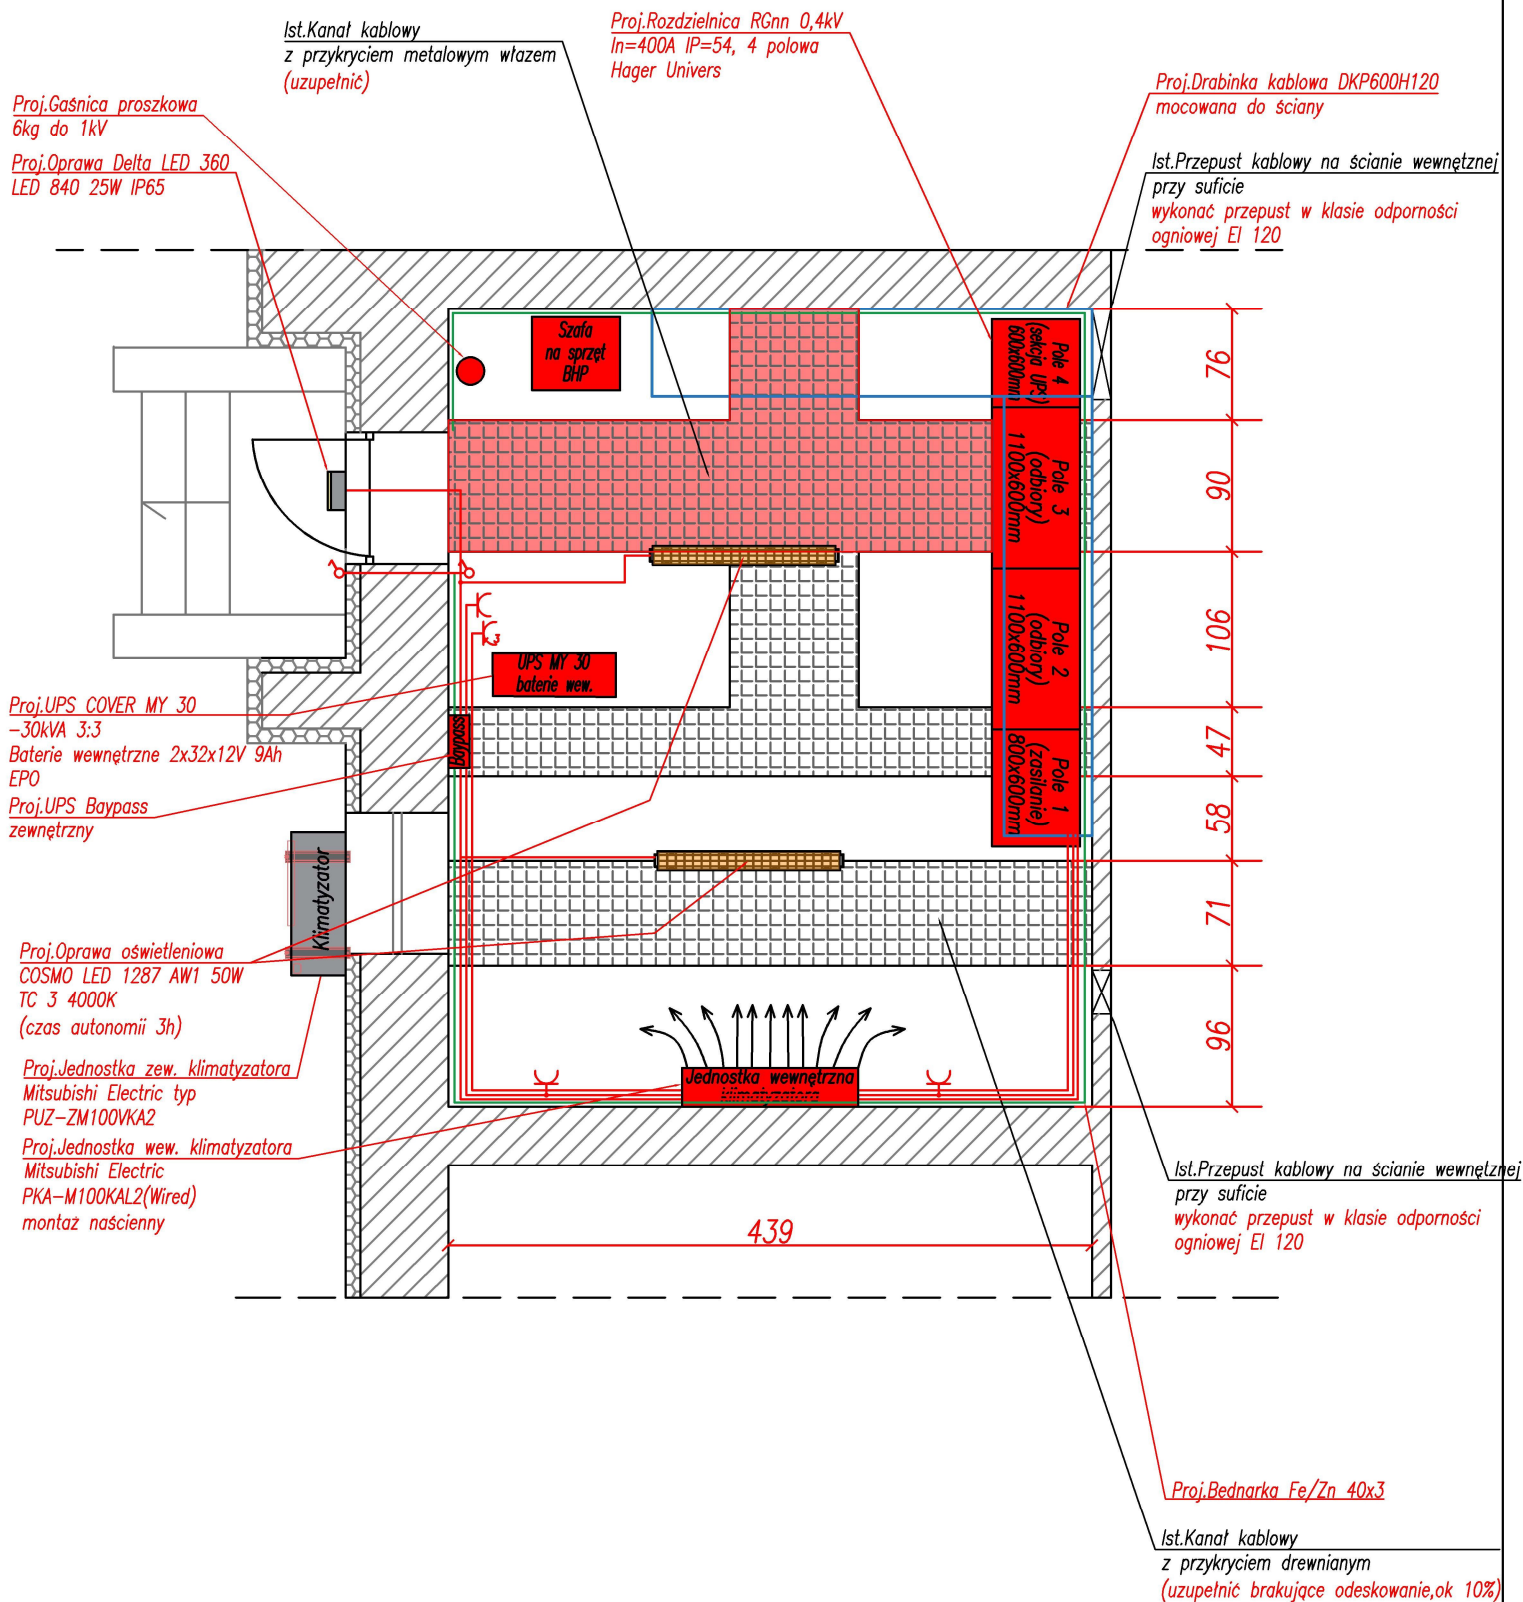 Ist.Kanał kablowy
z przykryciem metalowym włazem
(uzupełnić)
Proj.Rozdzielnica RGnn 0,4kV
In=400A IP=54, 4 polowa
Hager Univers
Proj.Drabinka kablowa DKP600H120
mocowana do ściany
Proj.Gaśnica proszkowa
6kg do 1kV
Proj.Oprawa Delta LED 360
LED 840 25W IP65
Ist.Przepust kablowy na ścianie wewnętznej
przy suficie
wykonać przepust w klasie odporności
ogniowej EI 120
Szafa
na sprzęt
BHP
Pole 4
(sekcja UPS)
600x600mm
Pole 3
(odbiory)
1100x600mm
Pole 2
(odbiory)
1100x600mm
Pole 1
(zasilanie)
800x600mm
76
90
106
47
58
71
96
3
UPS MY 30
baterie wew.
Baypass
Proj.UPS COVER MY 30
-30kVA 3:3
Baterie wewnętrzne 2x32x12V 9Ah
EPO
Proj.UPS Baypass
zewnętrzny
Klimatyzator
Proj.Oprawa oświetleniowa
COSMO LED 1287 AW1 50W
TC 3 4000K
(czas autonomii 3h)
Proj.Jednostka zew. klimatyzatora
Mitsubishi Electric typ
PUZ-ZM100VKA2
Proj.Jednostka wew. klimatyzatora
Mitsubishi Electric
PKA-M100KAL2(Wired)
montaż naścienny
Jednostka wewnętrzna
klimatyzatora
439
Ist.Przepust kablowy na ścianie wewnętznej
przy suficie
wykonać przepust w klasie odporności
ogniowej EI 120
Proj.Bednarka Fe/Zn 40x3
Ist.Kanał kablowy
z przykryciem drewnianym
(uzupełnić brakujące odeskowanie,ok 10%)